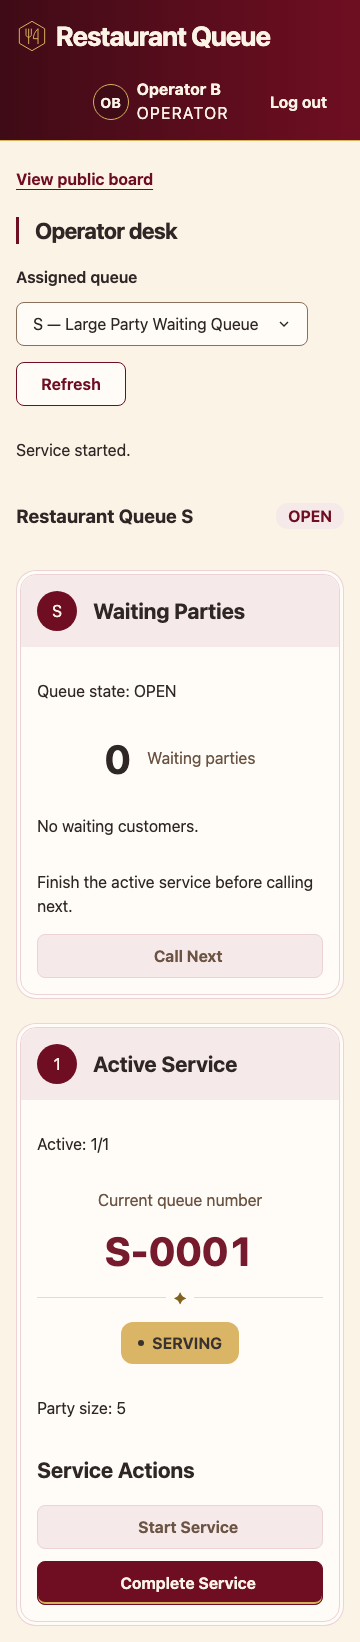 Restaurant Queue
OB
Operator B
OPERATOR
Log out
View public board
Operator desk
Assigned queue
S — Large Party Waiting Queue
Refresh
Service started.
Restaurant Queue S
OPEN
S
Waiting Parties
Queue state: OPEN
0 Waiting parties
No waiting customers.
Finish the active service before calling
next.
Call Next
1
Active Service
Active: 1/1
Current queue number
S-0001
SERVING
Party size: 5
Service Actions
Start Service
Complete Service